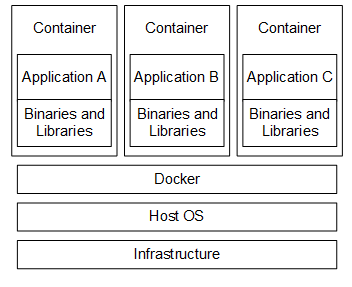 Container
Application A
Binaries and
Libraries
Container
Application B
Binaries and
Libraries
Container
Application C
Binaries and
Libraries
Docker
Host OS
Infrastructure